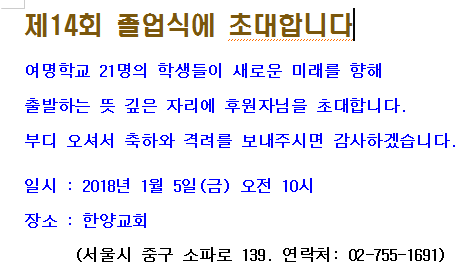 제14회 졸업식에 초대합니다
여명학교 21명의 학생들이 새로운 미래를 향해
출발하는 뜻 깊은 자리에 후원자님을 초대합니다.
부디 오셔서 축하와 격려를 보내주시면 감사하겠습니다.
일시 : 2018년 1월 5일(금) 오전 10시
장소 : 한양교회
(서울시 중구 소파로 139. 연락처: 02-755-1691)